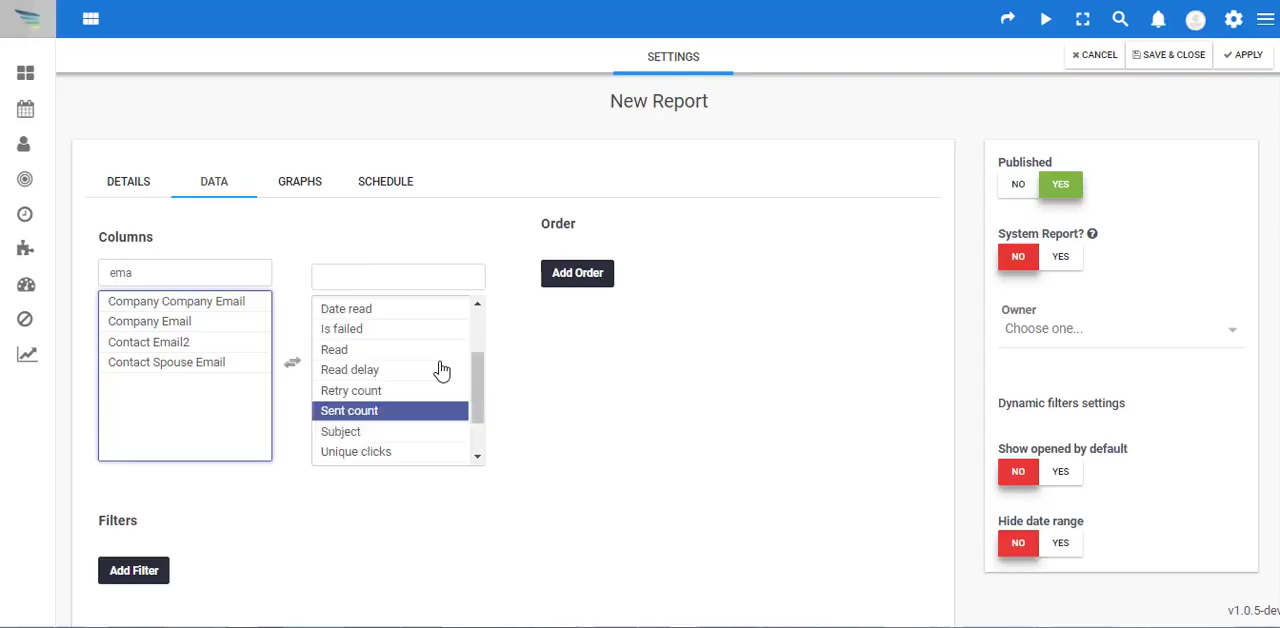 SETTINGS
CANCEL
SAVE & CLOSE
APPLY
New Report
DETAILS
DATA
GRAPHS
SCHEDULE
Columns
ema
Company Company Email
Company Email
Contact Email2
Contact Spouse Email
Date read
Is failed
Read
Read delay
Retry count
Sent count
Subject
Unique clicks
Order
Add Order
Filters
Add Filter
Published
NO YES
System Report?
NO YES
Owner
Choose one...
Dynamic filters settings
Show opened by default
NO YES
Hide date range
NO YES
v1.0.5-dev